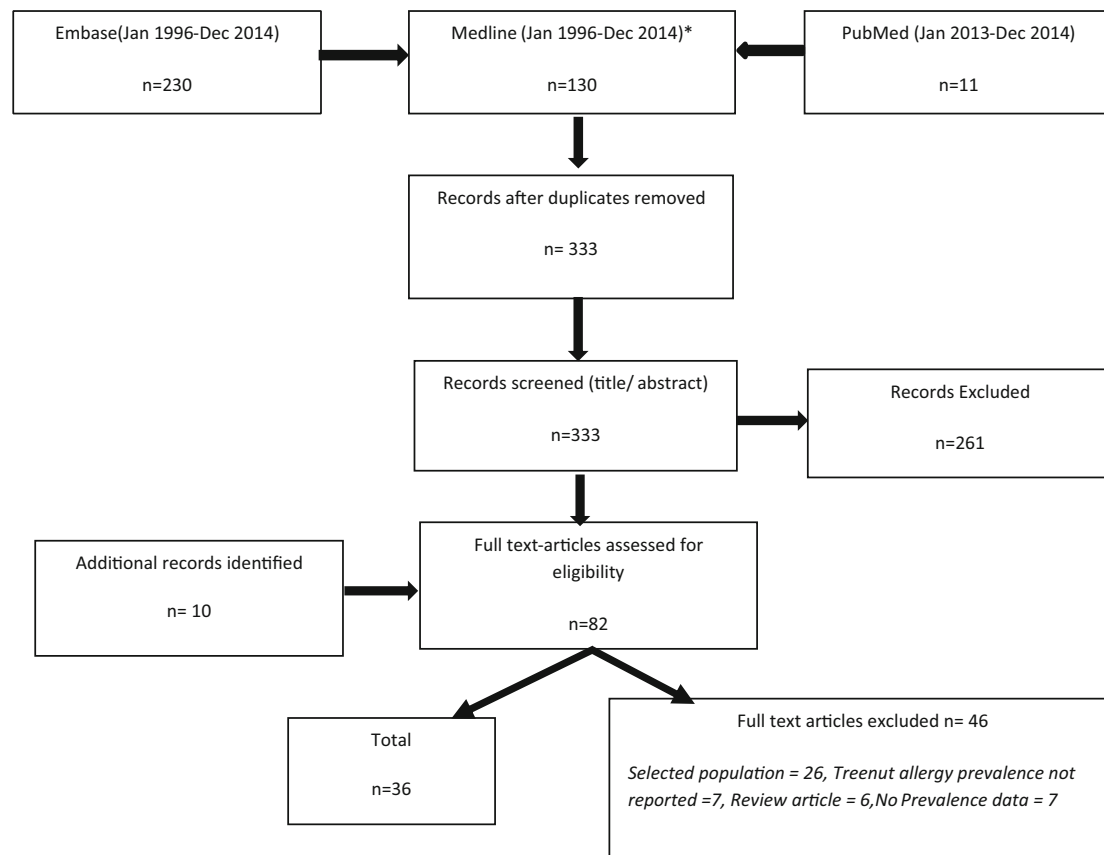 Embase(Jan 1996-Dec 2014)
n=230
Medline (Jan 1996-Dec 2014)*
n=130
PubMed (Jan 2013-Dec 2014)
n=11
Records after duplicates removed
n= 333
Records screened (title/ abstract)
n=333
Records Excluded
n=261
Additional records identified
n= 10
Full text-articles assessed for
eligibility
n=82
Total
n=36
Full text articles excluded n= 46
Selected population = 26, Treenut allergy prevalence not
reported =7, Review article = 6,No Prevalence data = 7